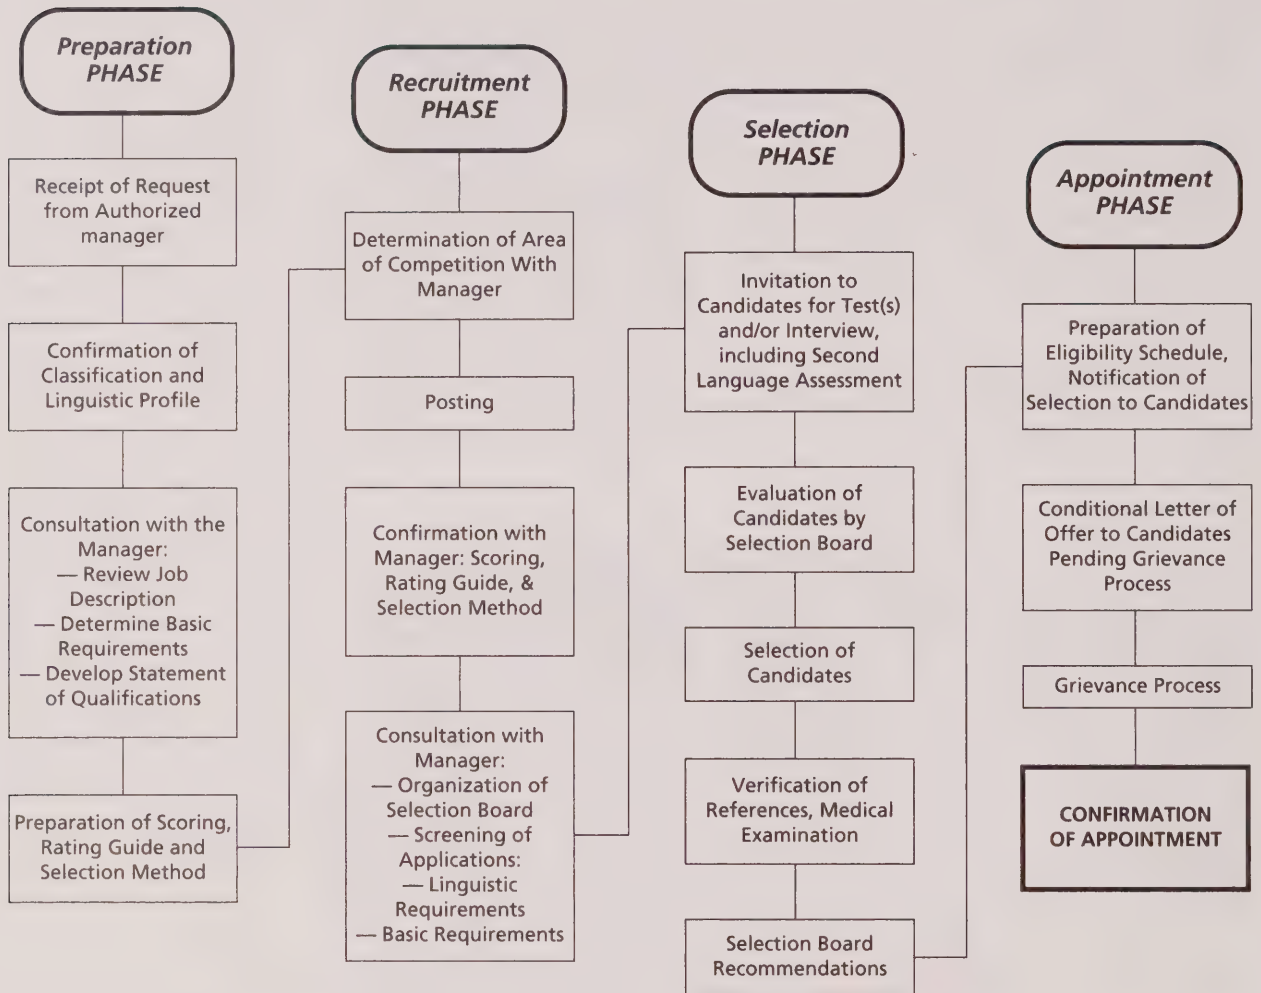 Preparation
PHASE
Receipt of Request
from Authorized
manager
Confirmation of
Classification and
Linguistic Profile
Consultation with the
Manager:
— Review Job
Description
— Determine Basic
Requirements
— Develop Statement
of Qualifications
Preparation of Scoring,
Rating Guide and
Selection Method
Recruitment
PHASE
Determination of Area
of Competition With
Manager
Posting
Confirmation with
Manager: Scoring,
Rating Guide, &
Selection Method
Consultation with
Manager:
— Organization of
Selection Board
— Screening of
Applications:
— Linguistic
Requirements
— Basic Requirements
Selection
PHASE
Invitation to
Candidates for Test(s)
and/or Interview,
including Second
Language Assessment
Evaluation of
Candidates by
Selection Board
Selection of
Candidates
Verification of
References, Medical
Examination
Selection Board
Recommendations
Appointment
PHASE
Preparation of
Eligibility Schedule,
Notification of
Selection to Candidates
Conditional Letter of
Offer to Candidates
Pending Grievance
Process
Grievance Process
CONFIRMATION
OF APPOINTMENT